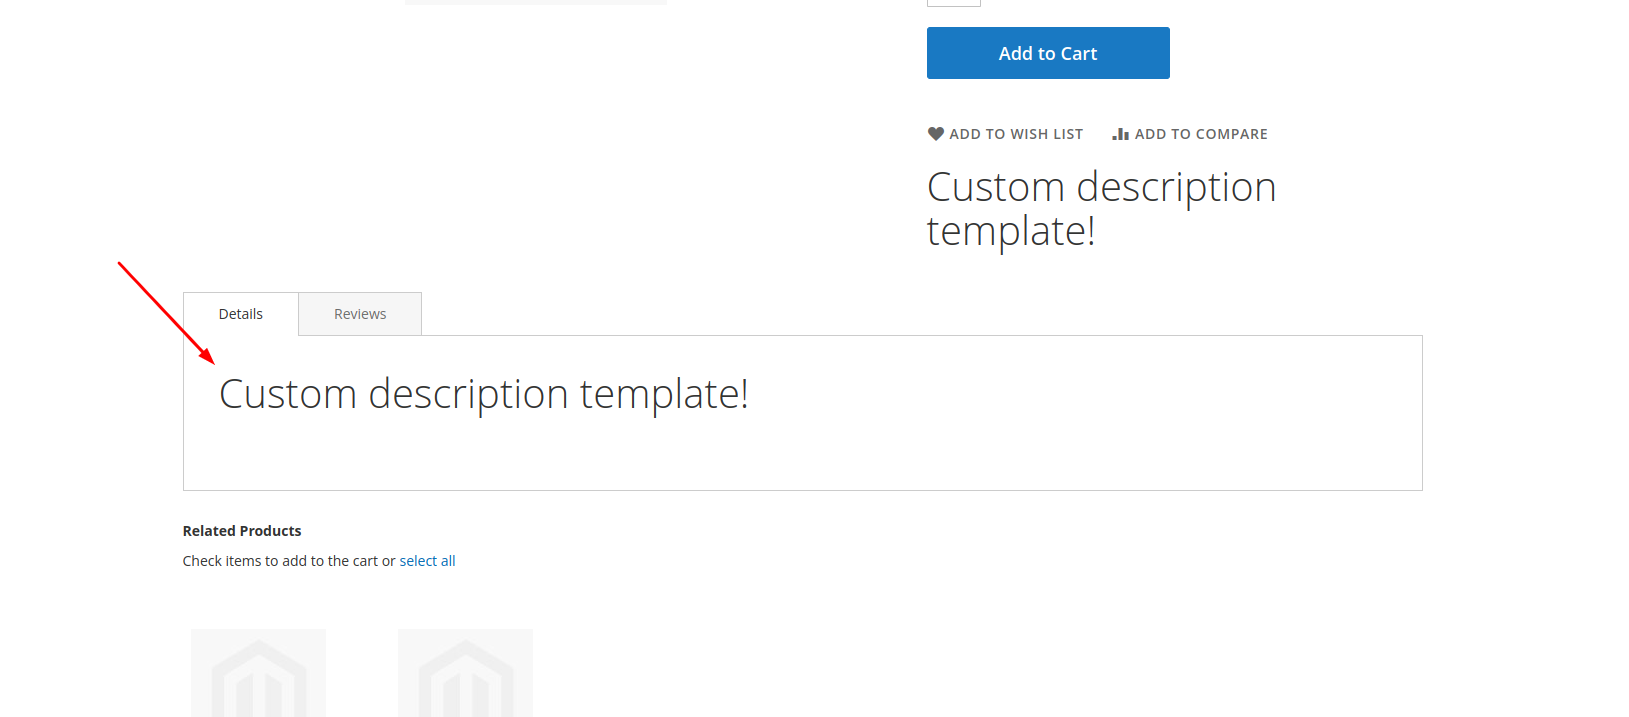 Add to Cart
ADD TO WISH LIST ADD TO COMPARE
Custom description
template!
Details Reviews
Custom description template!
Related Products
Check items to add to the cart or select all